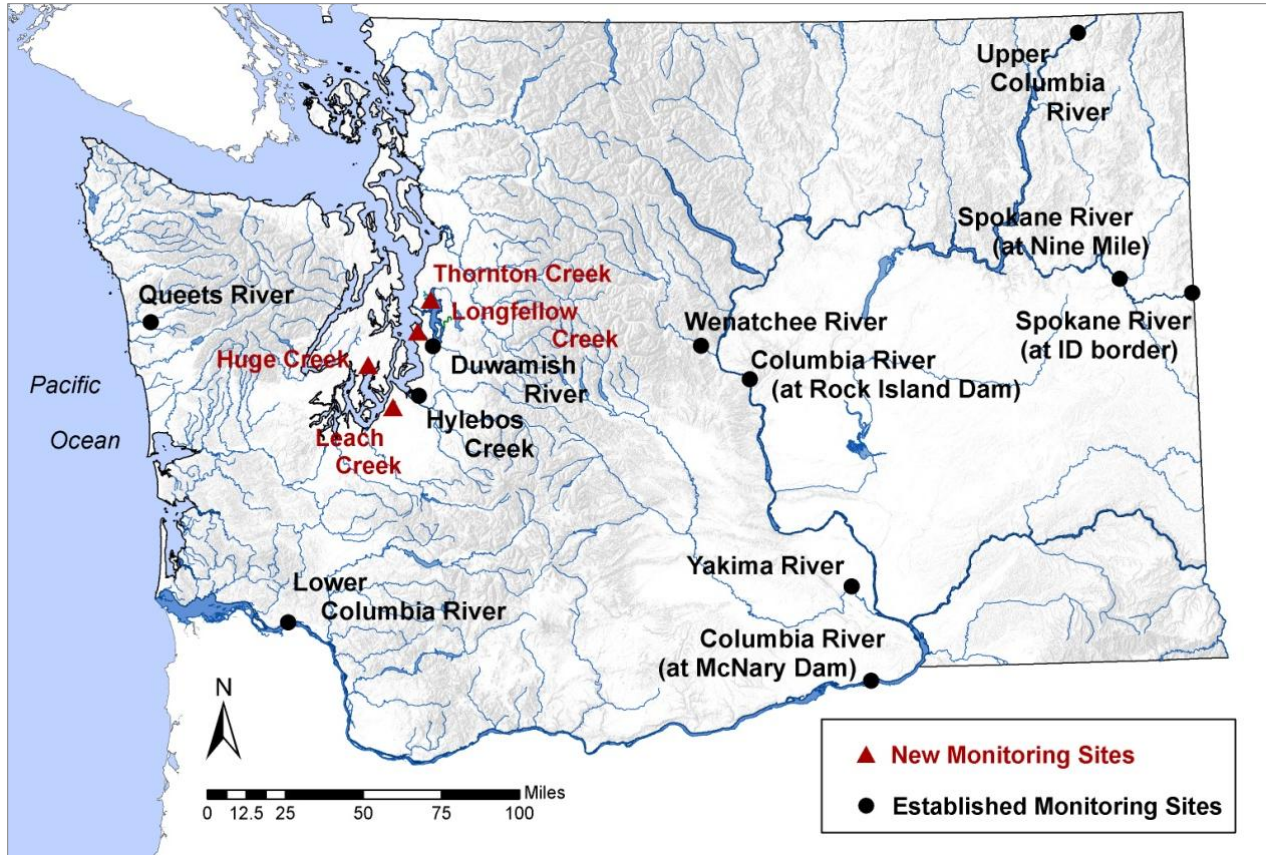 Upper
Columbia
River
Spokane River
(at Nine Mile)
Thornton Creek
Queets River
Longfellow
Creek
Wenatchee River
Spokane River
(at ID border)
Huge Creek
Duwamish
River
Columbia River
(at Rock Island Dam)
Pacific
Ocean
Hylebos
Creek
Leach
Creek
Yakima River
Lower
Columbia River
Columbia River
(at McNary Dam)
N
Miles
0 12.5 25 50 75 100
New Monitoring Sites
Established Monitoring Sites